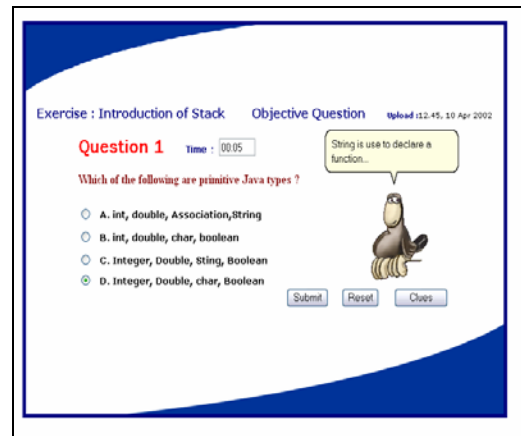 Exercise : Introduction of Stack Objective Question Upload :12.45, 10 Apr 2002
Question 1 Time : 00:05
String is use to declare a
function...
Which of the following are primitive Java types ?
A. int, double, Association,String
B. int, double, char, boolean
C. Integer, Double, Sting, Boolean
D. Integer, Double, char, Boolean
Submit Reset Clues